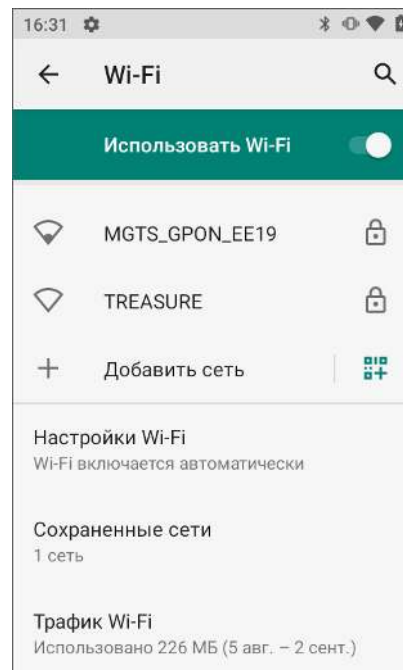 16:31
Wi-Fi
Использовать Wi-Fi
MGTS_GPON_EE19
TREASURE
Добавить сеть
Настройки Wi-Fi
Wi-Fi включается автоматически
Сохраненные сети
1 сеть
Трафик Wi-Fi
Использовано 226 МБ (5 авг. – 2 сент.)